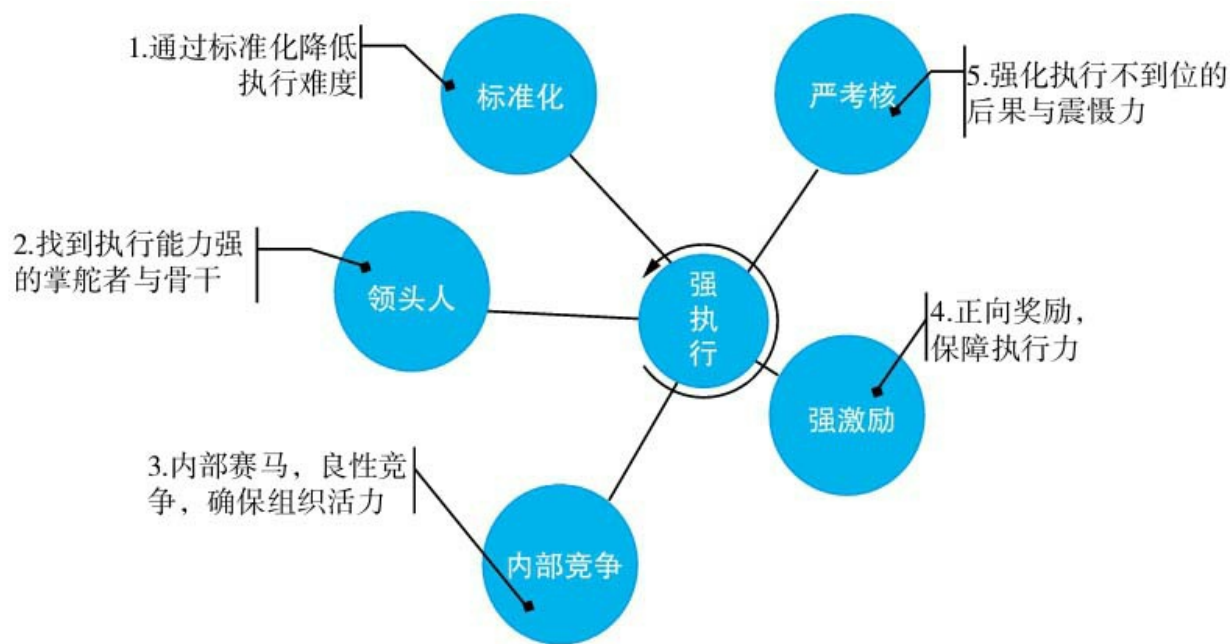 1.通过标准化降低
执行难度
标准化
严考核
5.强化执行不到位的
后果与震慑力
2.找到执行能力强
的掌舵者与骨干
领头人
强
执
行
4.正向奖励，
保障执行力
强激励
3.内部赛马，良性竞
争，确保组织活力
内部竞争